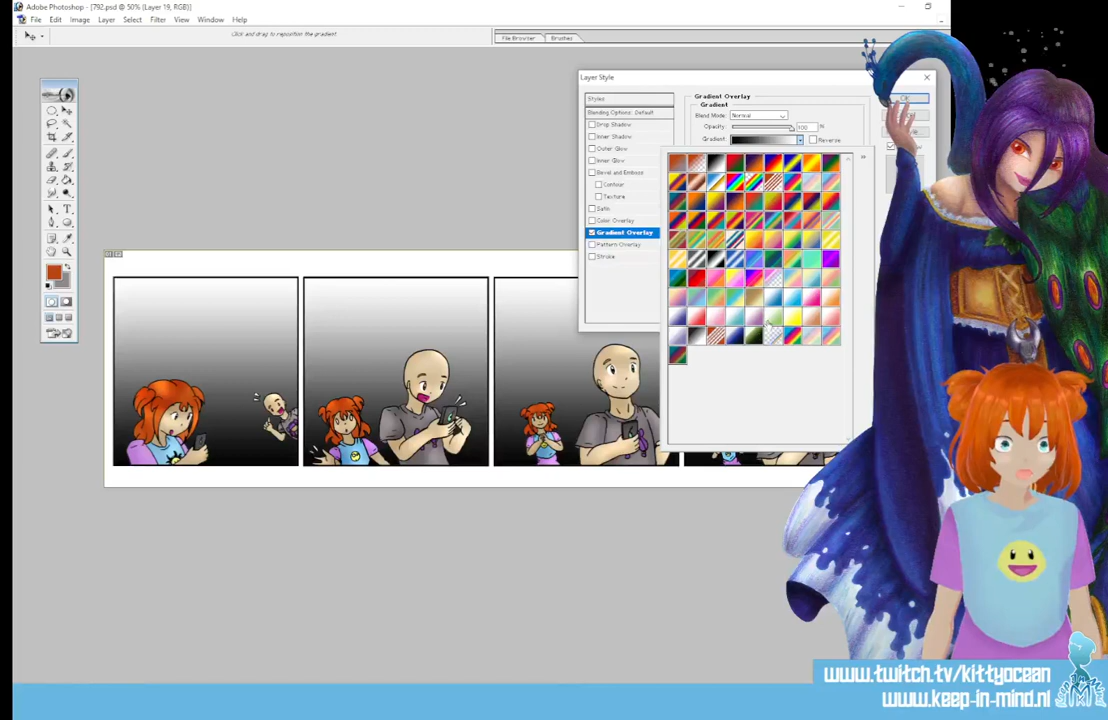 Adobe Photoshop - [792.psd @ 50% (Layer 19, RGB)]
File Edit Image Layer Select Filter View Window Help
Click and drag to reposition the gradient
File Browser Brushes
Layer Style
Styles
Blending Options: Default
Drop Shadow
Inner Shadow
Outer Glow
Inner Glow
Bevel and Emboss
Contour
Texture
Satin
Color Overlay
Gradient Overlay
Pattern Overlay
Stroke
Gradient Overlay
Gradient
Blend Mode: Normal
Opacity: 100 %
Gradient: Reverse
OK
www.twitch.tv/kittyocean
www.keep-in-mind.nl